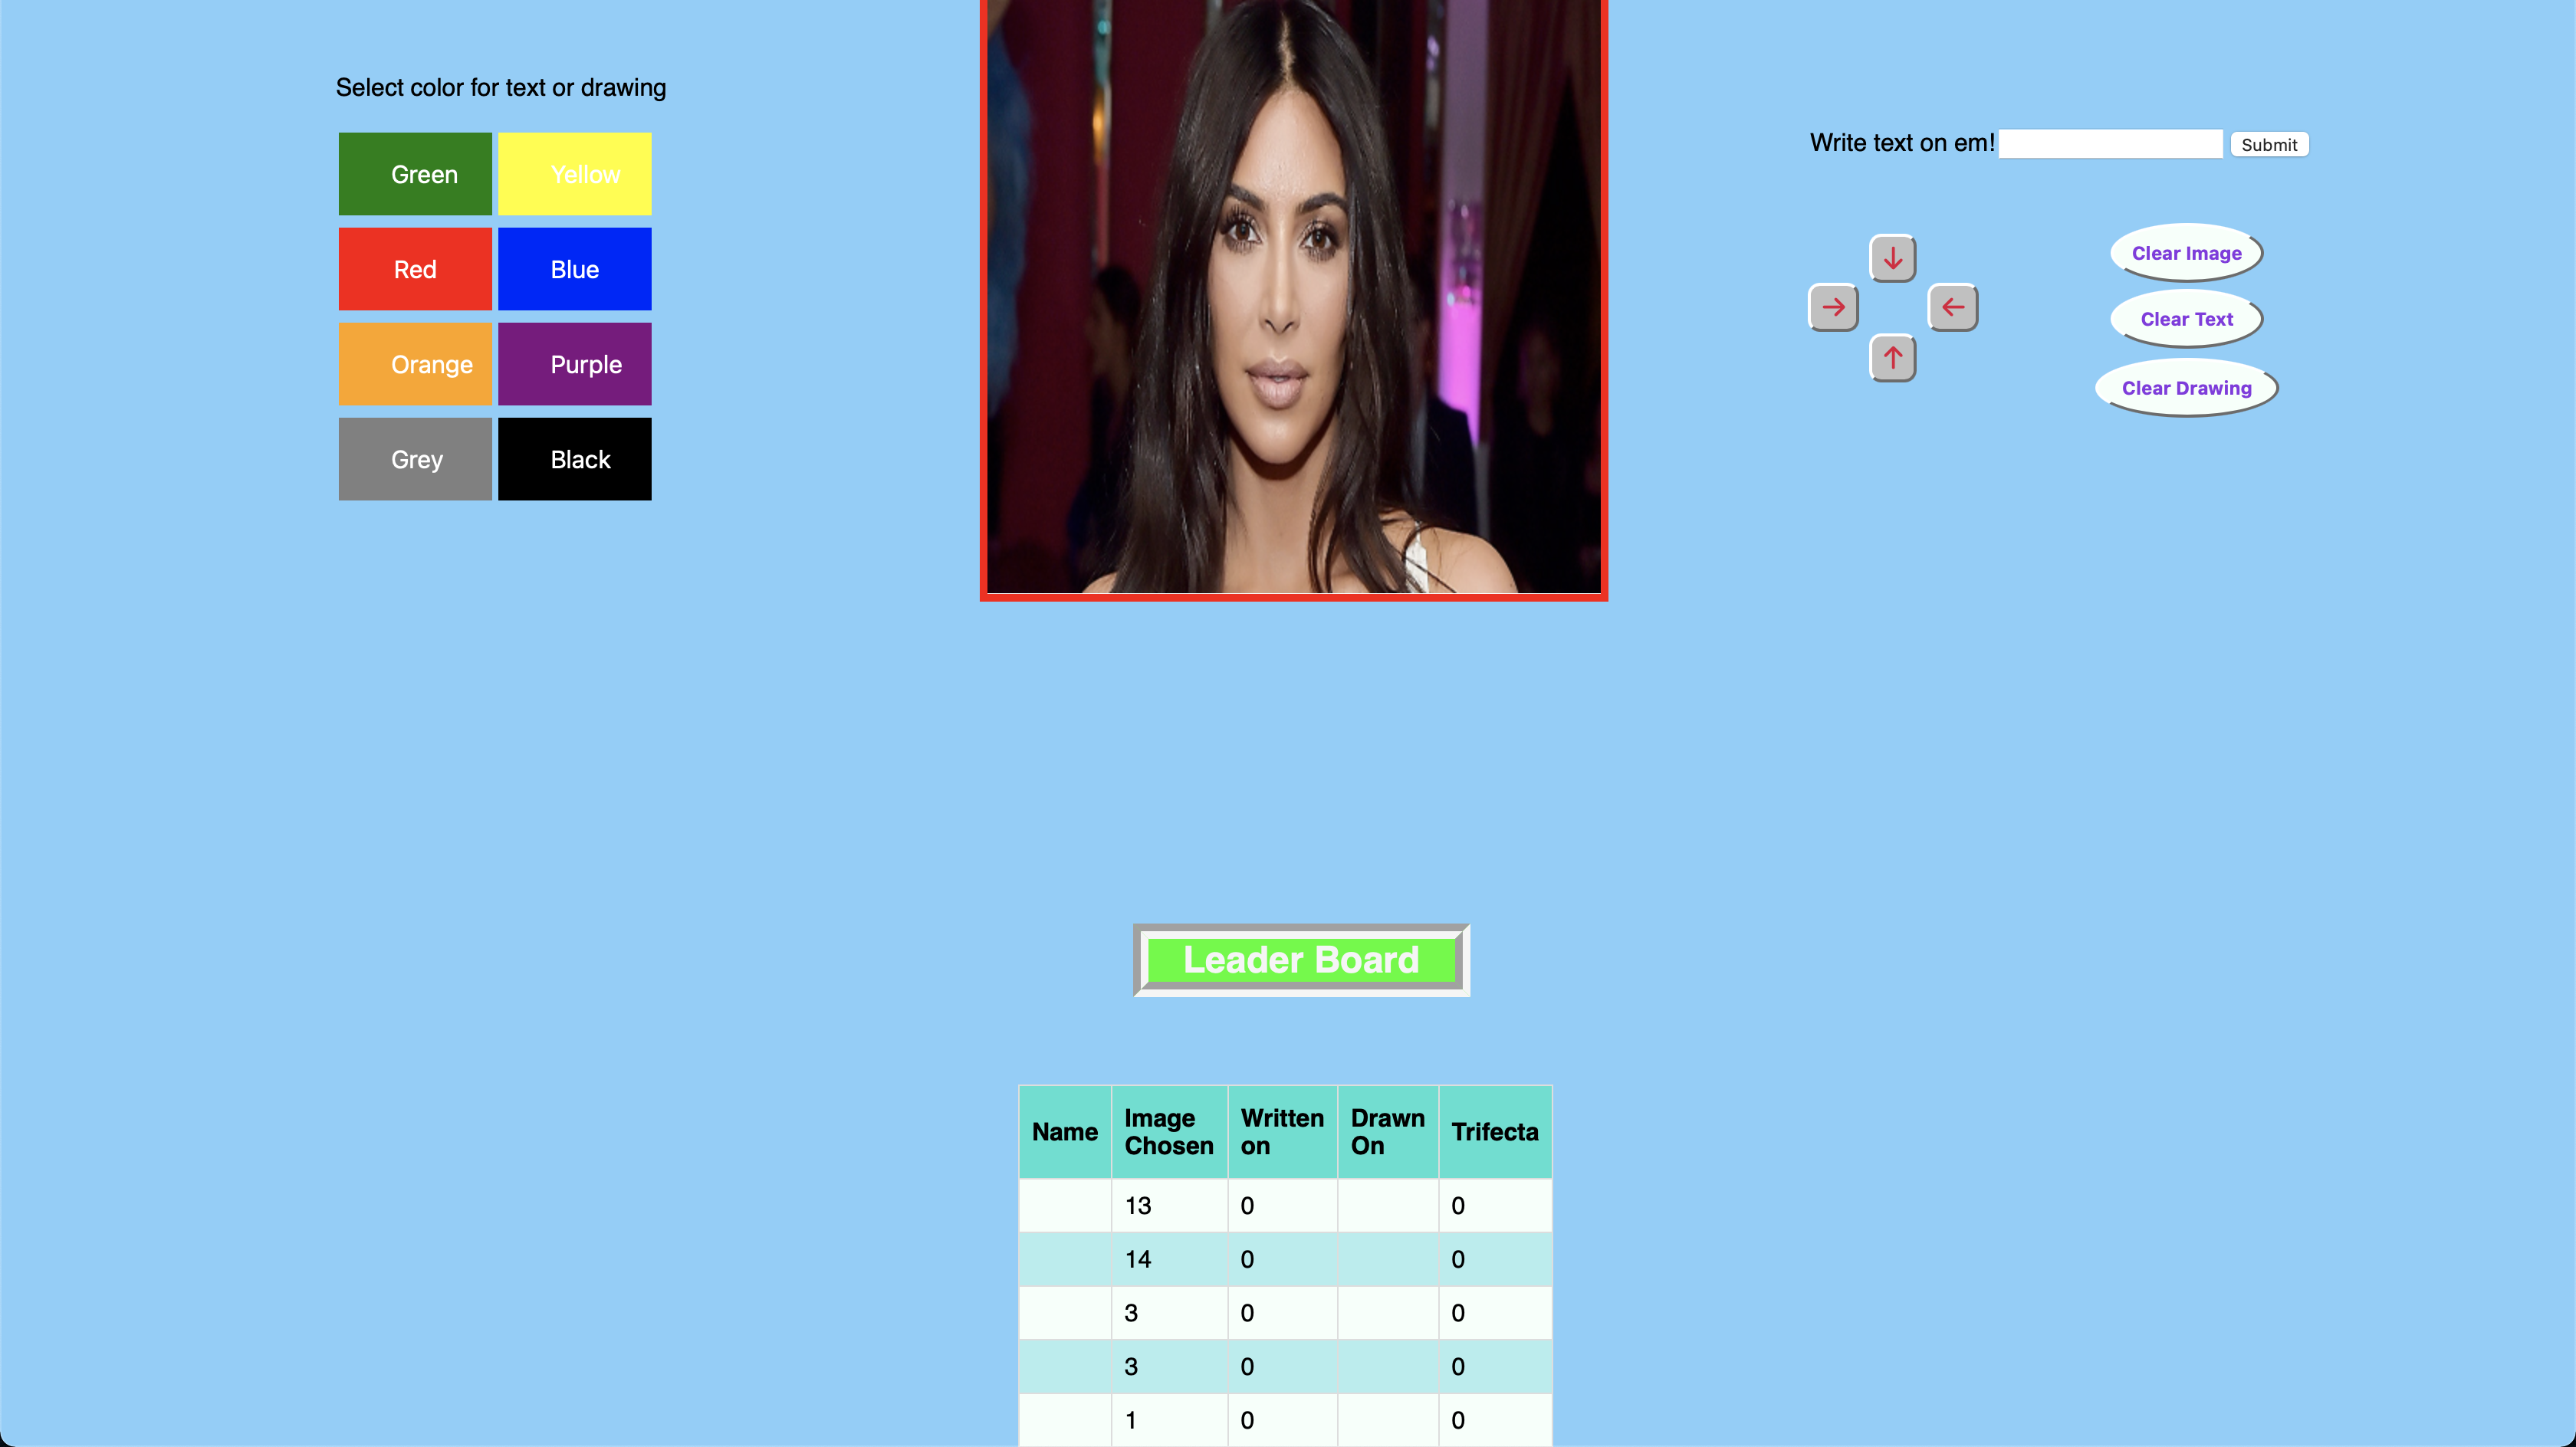 Select color for text or drawing
Green Yellow
Red Blue
Orange Purple
Grey Black
Write text on em! Submit
↓
→ ←
↑
Clear Image
Clear Text
Clear Drawing
Leader Board
Name Image Chosen Written on Drawn On Trifecta
13 0 0
14 0 0
3 0 0
3 0 0
1 0 0